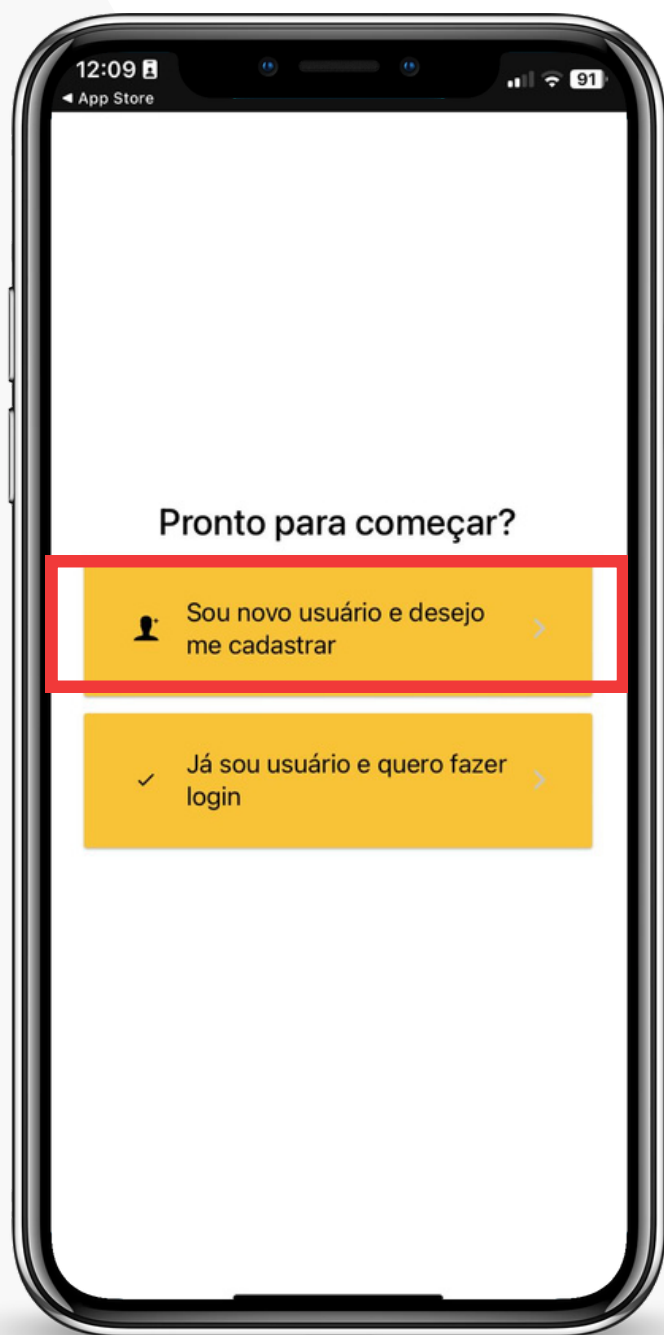 12:09
91
◀ App Store
Pronto para começar?
Sou novo usuário e desejo
me cadastrar
Já sou usuário e quero fazer
login